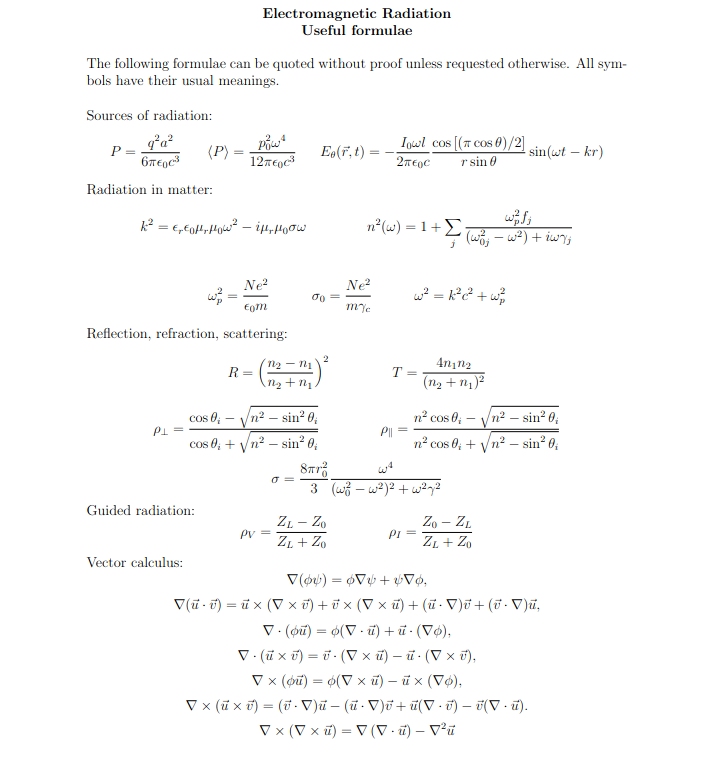 Electromagnetic Radiation
Useful formulae
The following formulae can be quoted without proof unless requested otherwise. All sym-
bols have their usual meanings.
Sources of radiation:
P = \frac{q^2 a^2}{6\pi\epsilon_0 c^3} \quad \langle P \rangle = \frac{p_0^2 \omega^4}{12\pi\epsilon_0 c^3} \quad E_\theta(\vec{r}, t) = -\frac{I_0 \omega l}{2\pi\epsilon_0 c} \frac{\cos[(\pi \cos\theta)/2]}{r \sin\theta} \sin(\omega t - kr)
Radiation in matter:
k^2 = \epsilon_r \epsilon_0 \mu_r \mu_0 \omega^2 - i\mu_r \mu_0 \sigma \omega \quad n^2(\omega) = 1 + \sum_j \frac{\omega_p^2 f_j}{(\omega_{0j}^2 - \omega^2) + i\omega\gamma_j}
\omega_p^2 = \frac{Ne^2}{\epsilon_0 m} \quad \sigma_0 = \frac{Ne^2}{m\gamma_c} \quad \omega^2 = k^2 c^2 + \omega_p^2
Reflection, refraction, scattering:
R = \left(\frac{n_2 - n_1}{n_2 + n_1}\right)^2 \quad T = \frac{4n_1 n_2}{(n_2 + n_1)^2}
\rho_\perp = \frac{\cos\theta_i - \sqrt{n^2 - \sin^2\theta_i}}{\cos\theta_i + \sqrt{n^2 - \sin^2\theta_i}} \quad \rho_\parallel = \frac{n^2\cos\theta_i - \sqrt{n^2 - \sin^2\theta_i}}{n^2\cos\theta_i + \sqrt{n^2 - \sin^2\theta_i}}
\sigma = \frac{8\pi r_0^2}{3} \frac{\omega^4}{(\omega_0^2 - \omega^2)^2 + \omega^2\gamma^2}
Guided radiation:
\rho_V = \frac{Z_L - Z_0}{Z_L + Z_0} \quad \rho_I = \frac{Z_0 - Z_L}{Z_L + Z_0}
Vector calculus:
\nabla(\phi\psi) = \phi\nabla\psi + \psi\nabla\phi,
\nabla(\vec{u} \cdot \vec{v}) = \vec{u} \times (\nabla \times \vec{v}) + \vec{v} \times (\nabla \times \vec{u}) + (\vec{u} \cdot \nabla)\vec{v} + (\vec{v} \cdot \nabla)\vec{u},
\nabla \cdot (\phi\vec{u}) = \phi(\nabla \cdot \vec{u}) + \vec{u} \cdot (\nabla\phi),
\nabla \cdot (\vec{u} \times \vec{v}) = \vec{v} \cdot (\nabla \times \vec{u}) - \vec{u} \cdot (\nabla \times \vec{v}),
\nabla \times (\phi\vec{u}) = \phi(\nabla \times \vec{u}) - \vec{u} \times (\nabla\phi),
\nabla \times (\vec{u} \times \vec{v}) = (\vec{v} \cdot \nabla)\vec{u} - (\vec{u} \cdot \nabla)\vec{v} + \vec{u}(\nabla \cdot \vec{v}) - \vec{v}(\nabla \cdot \vec{u}).
\nabla \times (\nabla \times \vec{u}) = \nabla(\nabla \cdot \vec{u}) - \nabla^2\vec{u}